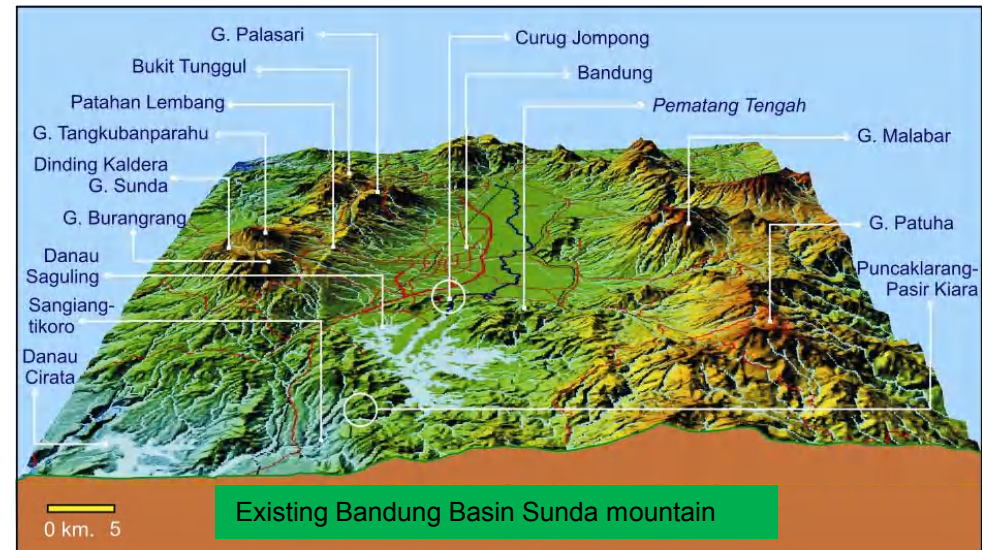 G. Palasari
Bukit Tunggul
Patahan Lembang
G. Tangkubanparahu
Dinding Kaldera
G. Sunda
G. Burangrang
Danau
Saguling
Sangiang-
tikoro
Danau
Cirata
Curug Jompong
Bandung
Pematang Tengah
G. Malabar
G. Patuha
Puncaklarang-
Pasir Kiara
0 km. 5
Existing Bandung Basin Sunda mountain